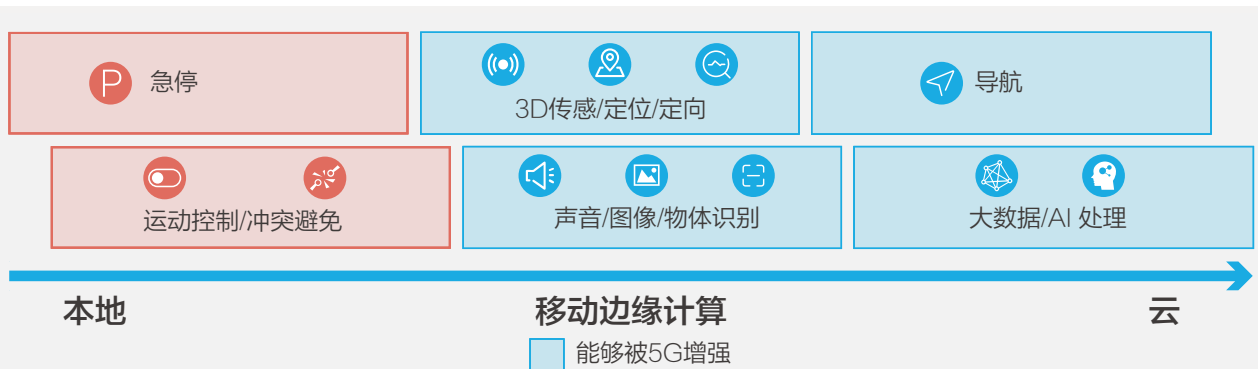 急停
3D传感/定位/定向
导航
运动控制/冲突避免
声音/图像/物体识别
大数据/AI 处理
本地
移动边缘计算
云
能够被5G增强